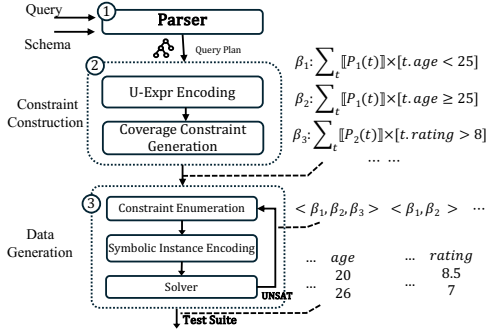 Query
Schema
1
Parser
Query Plan
2
Constraint
Construction
U-Expr Encoding
Coverage Constraint
Generation
β₁: ∑ₜ ⟦P₁(t)⟧×[t.age < 25]
β₂: ∑ₜ ⟦P₁(t)⟧×[t.age ≥ 25]
β₃: ∑ₜ ⟦P₂(t)⟧×[t.rating > 8]
... ...
3
Data
Generation
Constraint Enumeration
Symbolic Instance Encoding
Solver
UNSAT
< β₁, β₂, β₃ > < β₁, β₂ > ...
... age ... rating
20 8.5
... 26 ... 7
Test Suite